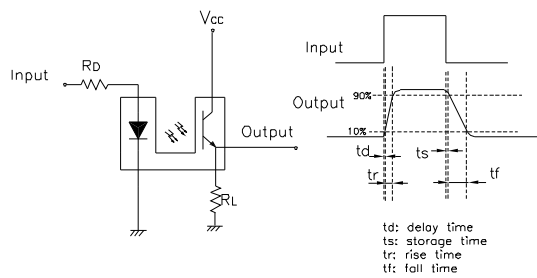 Vcc
Input
RD
Output
RL
Input
Output
90%
10%
td
ts
tr
tf
td: delay time
ts: storage time
tr: rise time
tf: fall time